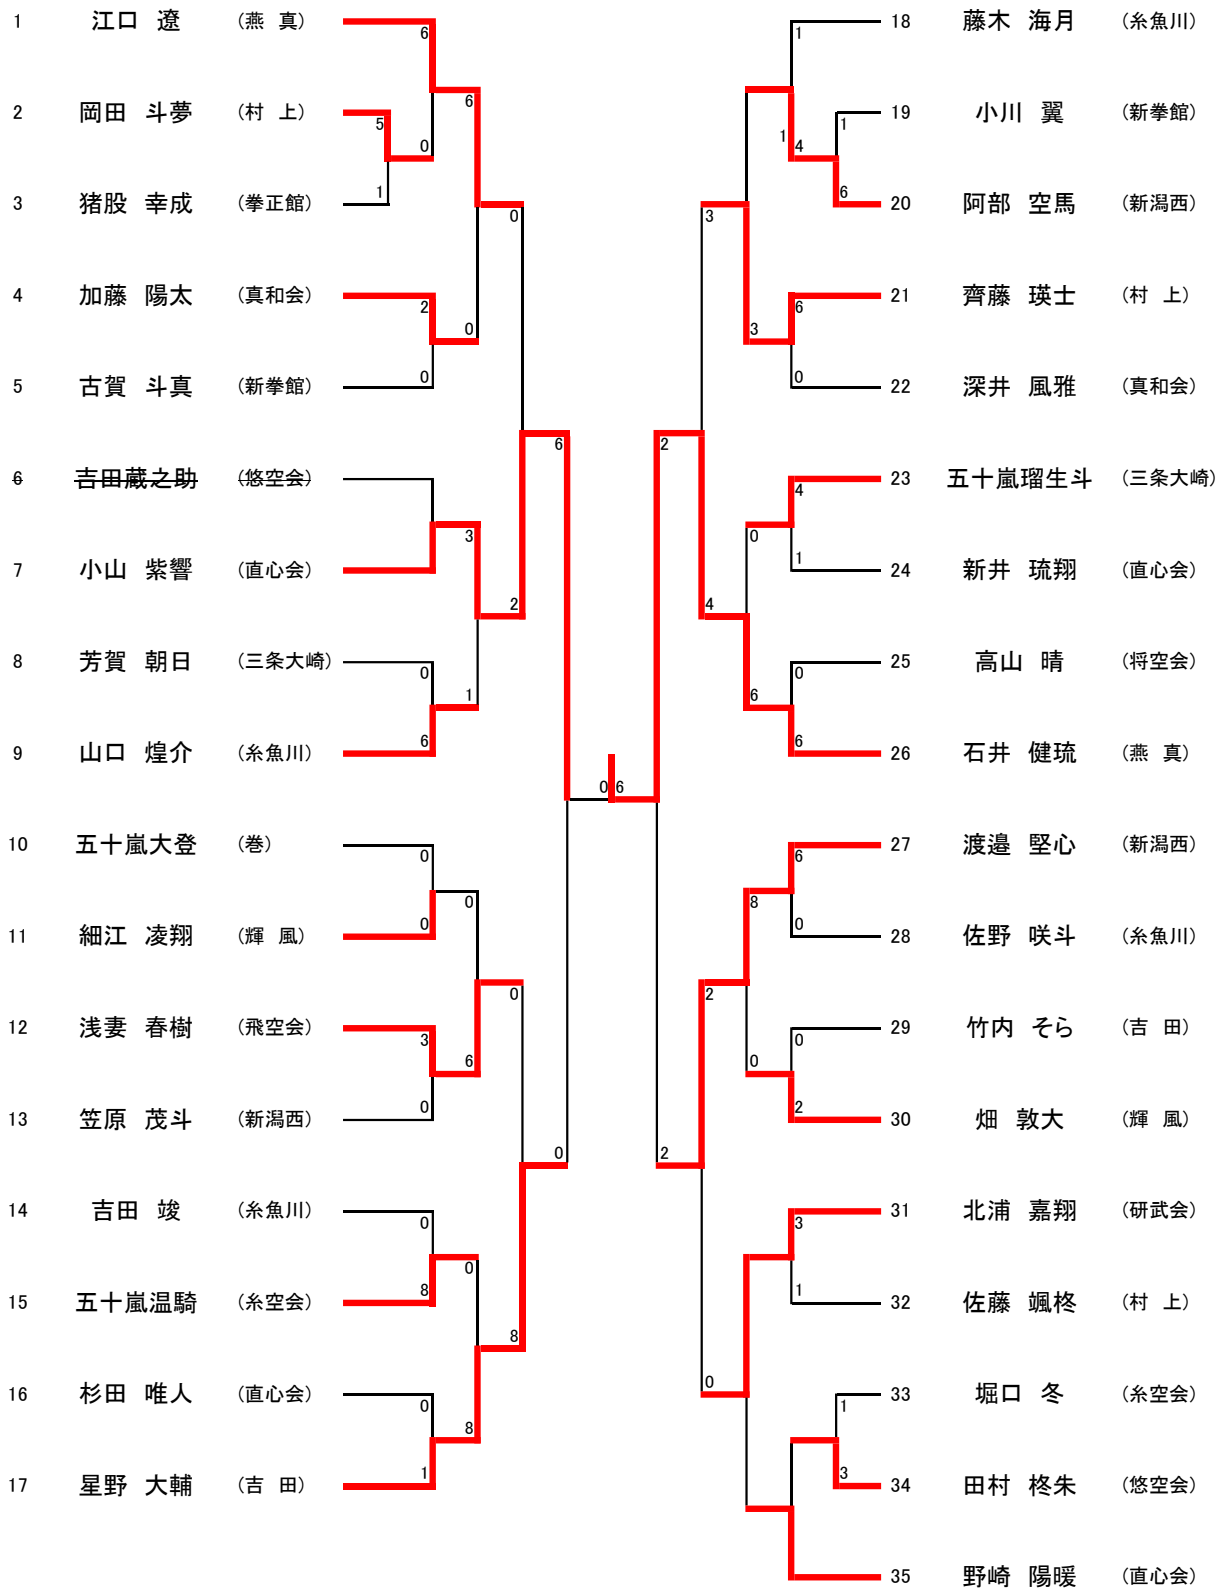 1 江口 遼 (燕 真)
6
2 岡田 斗夢 (村 上)
5
6
0
3 猪股 幸成 (拳正館)
1
0
4 加藤 陽太 (真和会)
2
0
5 古賀 斗真 (新拳館)
0
6
6 吉田蔵之助 (悠空会)
3
7 小山 紫響 (直心会)
2
8 芳賀 朝日 (三条大崎)
0
1
9 山口 煌介 (糸魚川)
6
0
10 五十嵐大登 (巻)
0
0
11 細江 凌翔 (輝 風)
0
0
12 浅妻 春樹 (飛空会)
3
6
13 笠原 茂斗 (新潟西)
0
0
14 吉田 竣 (糸魚川)
0
0
15 五十嵐温騎 (糸空会)
8
8
16 杉田 唯人 (直心会)
0
8
17 星野 大輔 (吉 田)
1
18 藤木 海月 (糸魚川)
1
19 小川 翼 (新拳館)
1
1
4
20 阿部 空馬 (新潟西)
6
3
21 齊藤 瑛士 (村 上)
6
3
22 深井 風雅 (真和会)
0
2
23 五十嵐瑠生斗 (三条大崎)
4
0
24 新井 琉翔 (直心会)
1
4
25 高山 晴 (将空会)
0
6
26 石井 健琉 (燕 真)
6
6
27 渡邉 堅心 (新潟西)
6
8
28 佐野 咲斗 (糸魚川)
0
2
29 竹内 そら (吉 田)
0
0
30 畑 敦大 (輝 風)
2
2
31 北浦 嘉翔 (研武会)
3
32 佐藤 颯柊 (村 上)
1
0
33 堀口 冬 (糸空会)
1
34 田村 柊朱 (悠空会)
3
35 野崎 陽暖 (直心会)